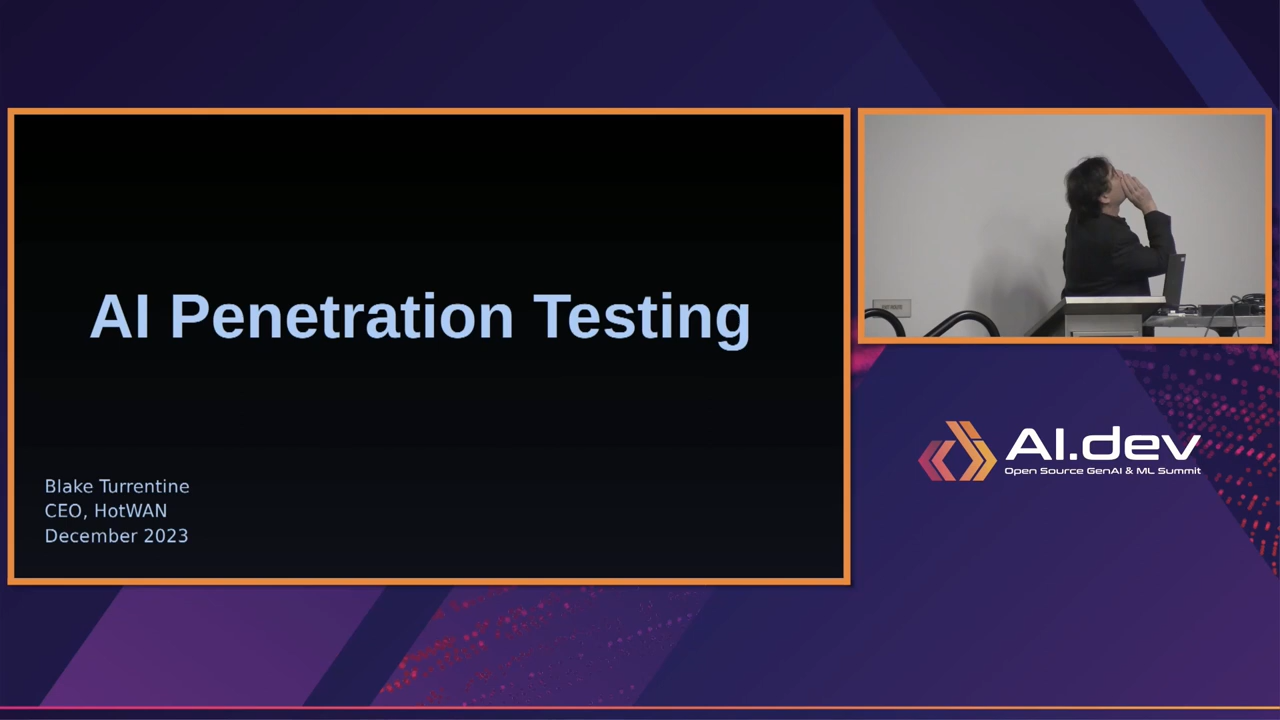 AI Penetration Testing
Blake Turrentine
CEO, HotWAN
December 2023
AI.dev
Open Source GenAI & ML Summit